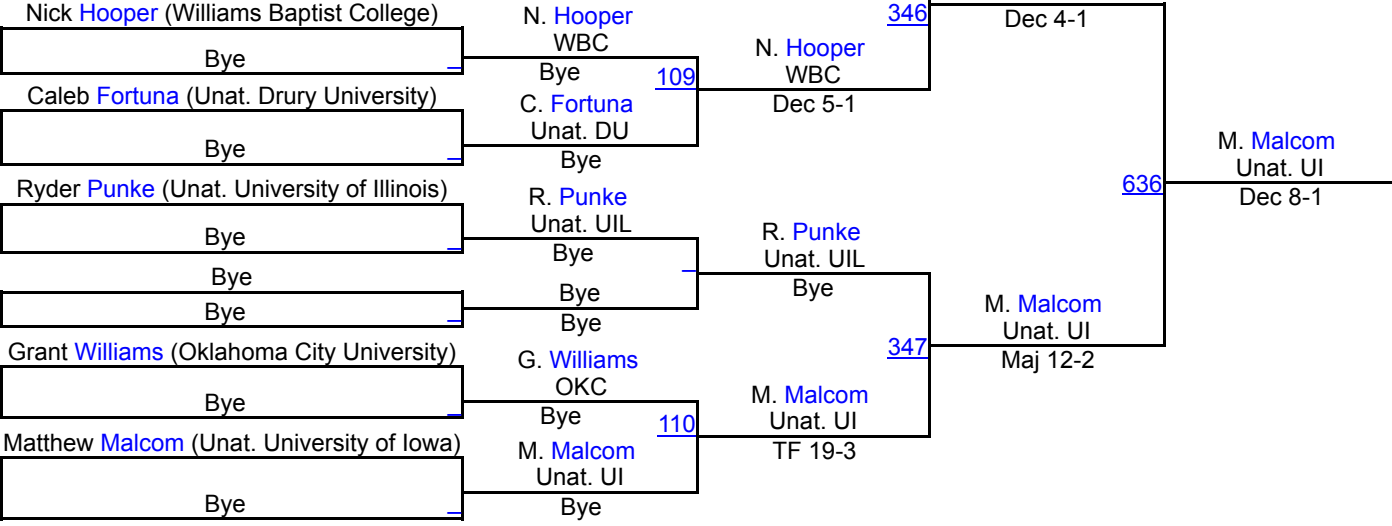 Nick Hooper (Williams Baptist College)
Bye
Caleb Fortuna (Unat. Drury University)
Bye
Ryder Punke (Unat. University of Illinois)
Bye
Bye
Bye
Grant Williams (Oklahoma City University)
Bye
Matthew Malcom (Unat. University of Iowa)
Bye
N. Hooper
WBC
Bye
109
C. Fortuna
Unat. DU
Bye
R. Punke
Unat. UIL
Bye
Bye
Bye
G. Williams
OKC
Bye
110
M. Malcom
Unat. UI
Bye
346
N. Hooper
WBC
Dec 5-1
R. Punke
Unat. UIL
Bye
347
M. Malcom
Unat. UI
TF 19-3
Dec 4-1
636
M. Malcom
Unat. UI
Maj 12-2
M. Malcom
Unat. UI
Dec 8-1